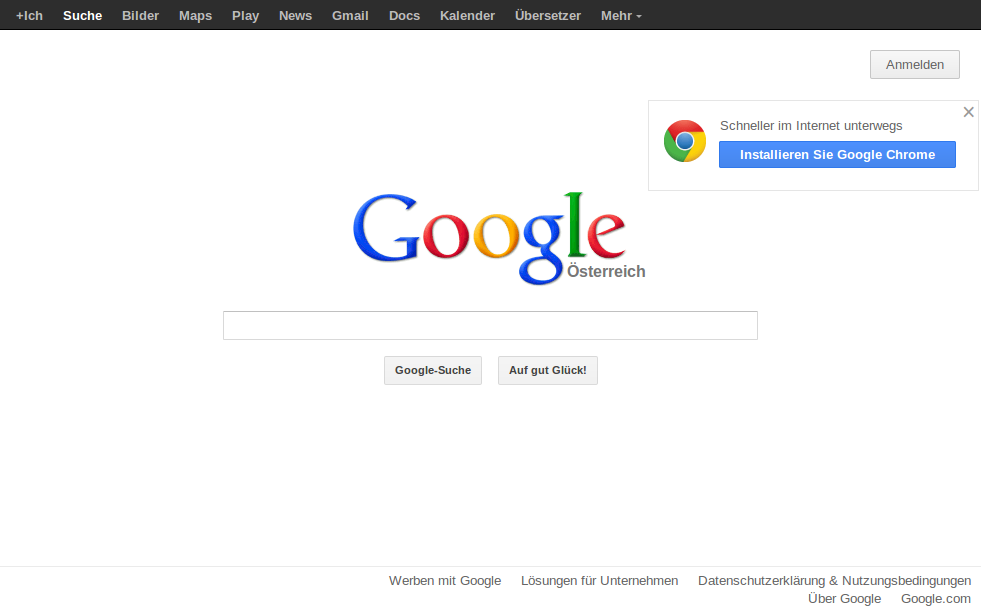 +Ich Suche Bilder Maps Play News Gmail Docs Kalender Übersetzer Mehr
Anmelden
Schneller im Internet unterwegs
Installieren Sie Google Chrome
Google
Österreich
Google-Suche Auf gut Glück!
Werben mit Google Lösungen für Unternehmen Datenschutzerklärung & Nutzungsbedingungen
Über Google Google.com